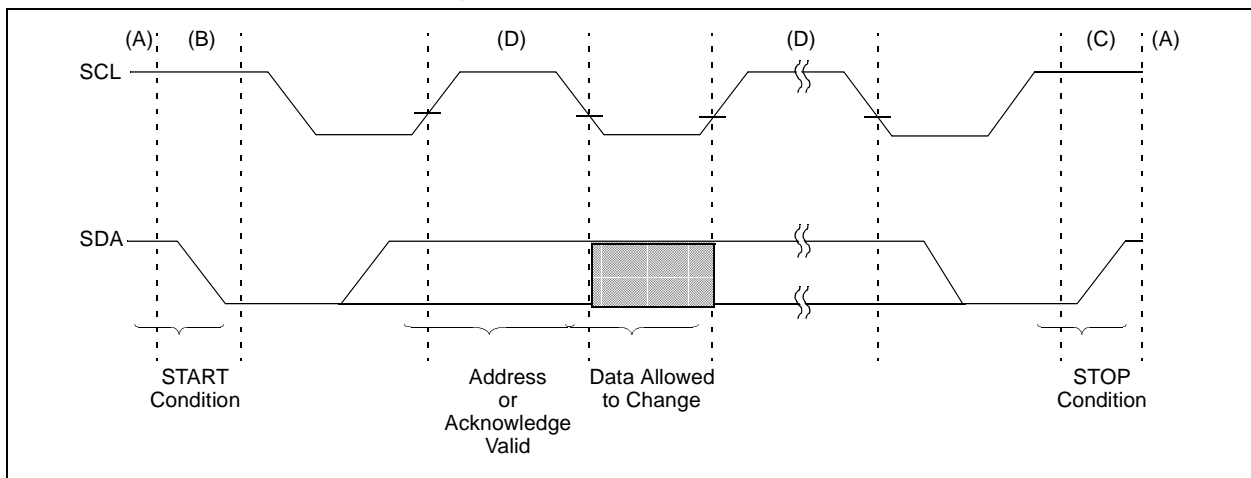 (A) (B) (D) (D) (C) (A)
SCL
SDA
START
Condition
Address
or
Acknowledge
Valid
Data Allowed
to Change
STOP
Condition